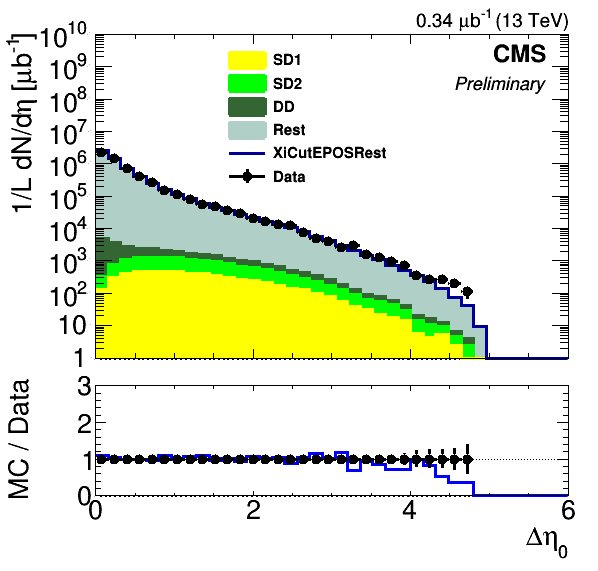 0.34 μb⁻¹ (13 TeV)
CMS
Preliminary
SD1
SD2
DD
Rest
XiCutEPOSRest
Data
1/L dN/dη [μb⁻¹]
10¹⁰
10⁹
10⁸
10⁷
10⁶
10⁵
10⁴
10³
10²
10
1
MC / Data
3
2
1
0
0 2 4 6
Δη₀